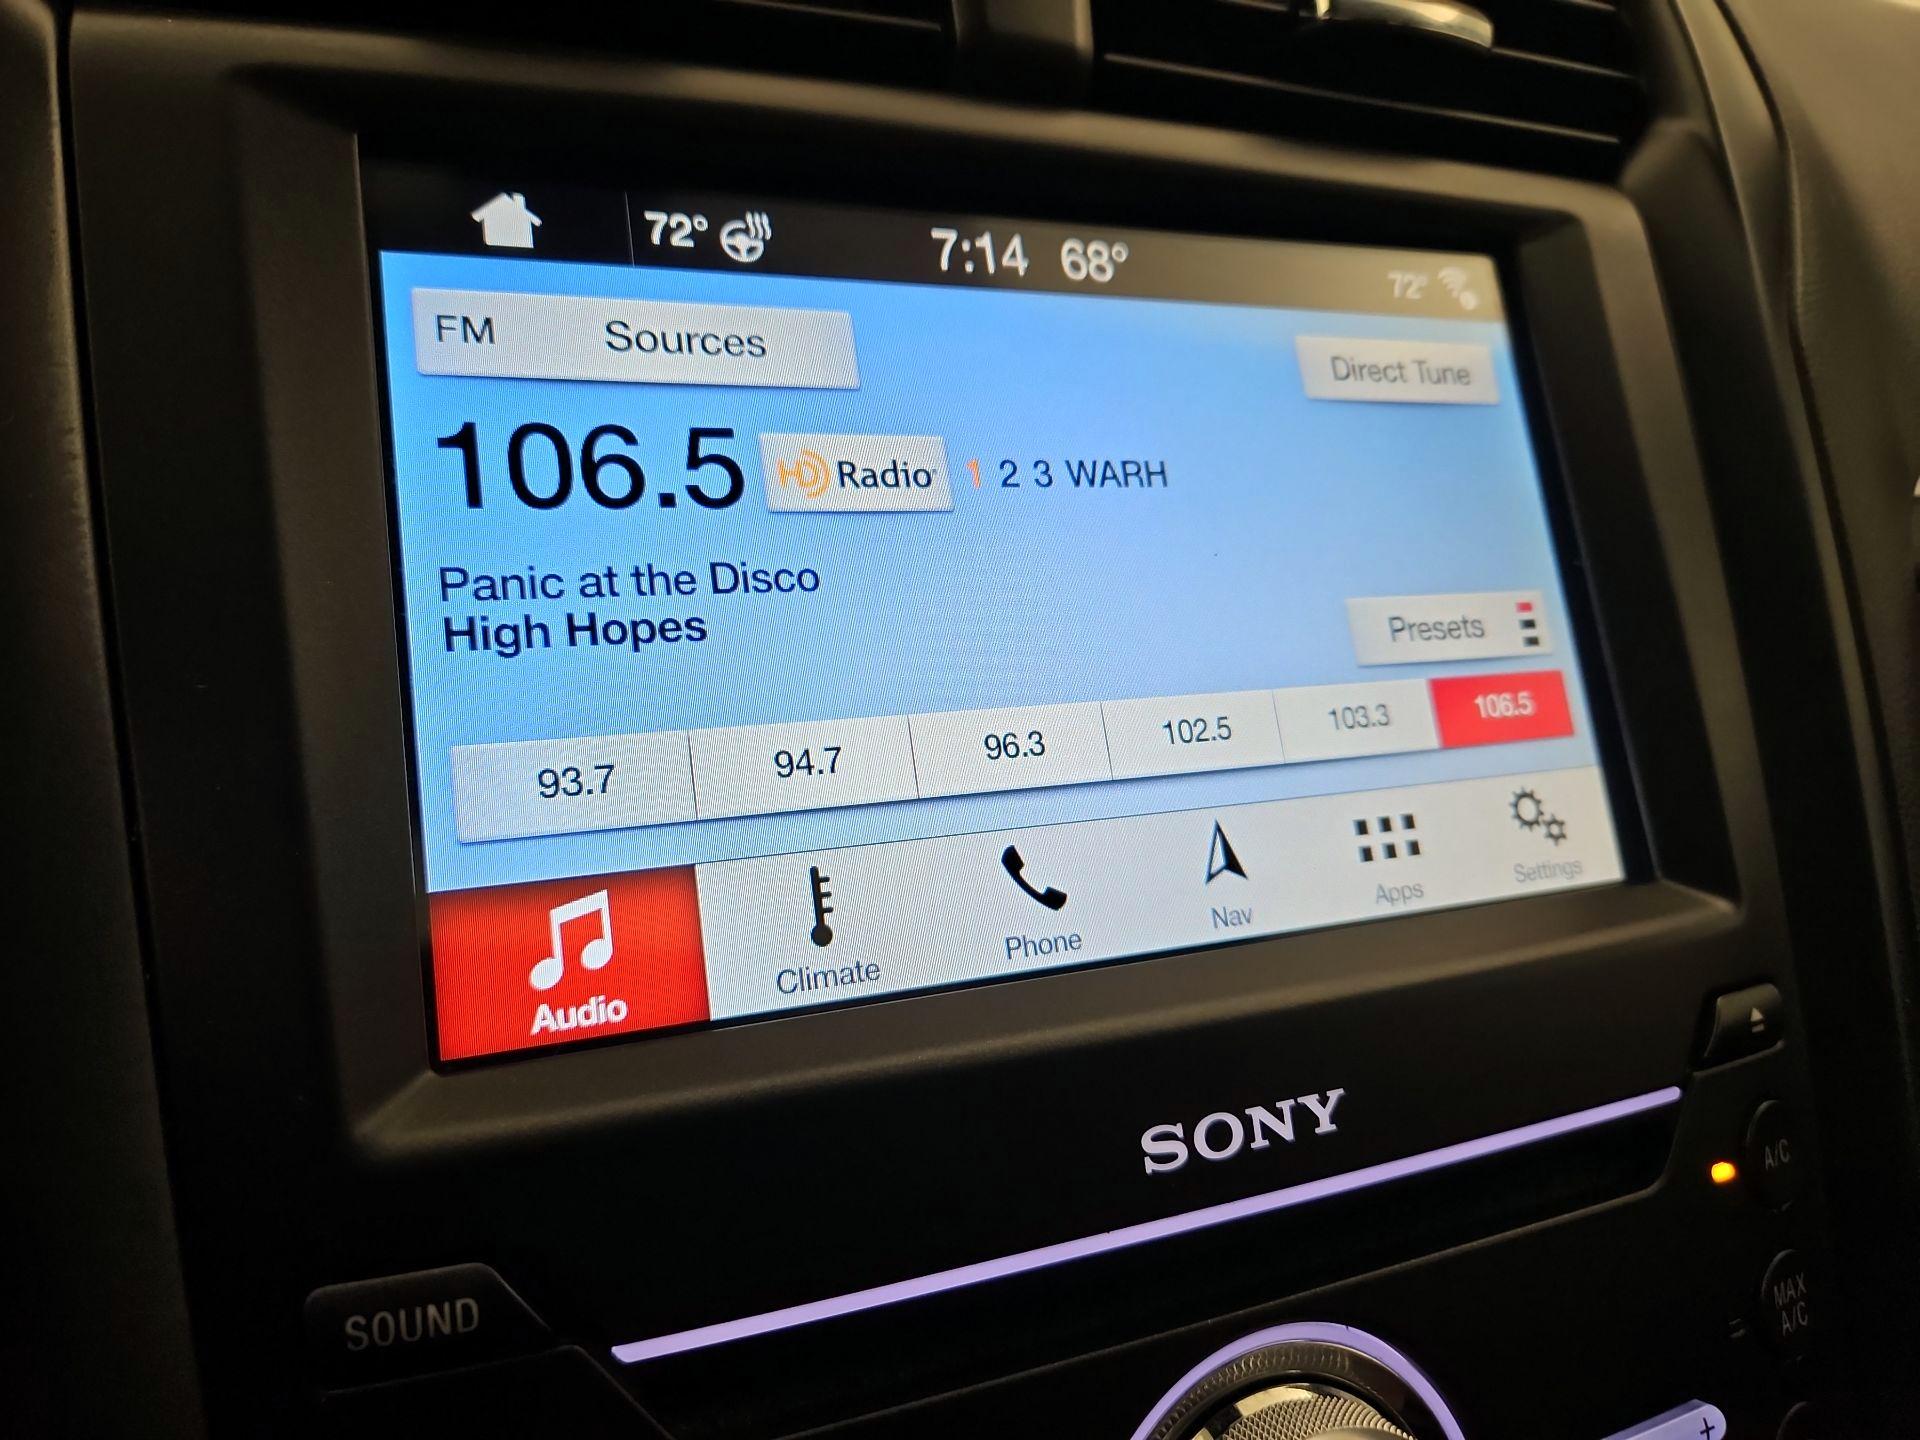 72° 7:14 68° 72°
FM Sources
Direct Tune
106.5 HD Radio 1 2 3 WARH
Panic at the Disco
High Hopes
Presets
93.7 94.7 96.3 102.5 103.3 106.5
Audio Climate Phone Nav Apps Settings
SONY
A/C
SOUND
MAX
A/C
+